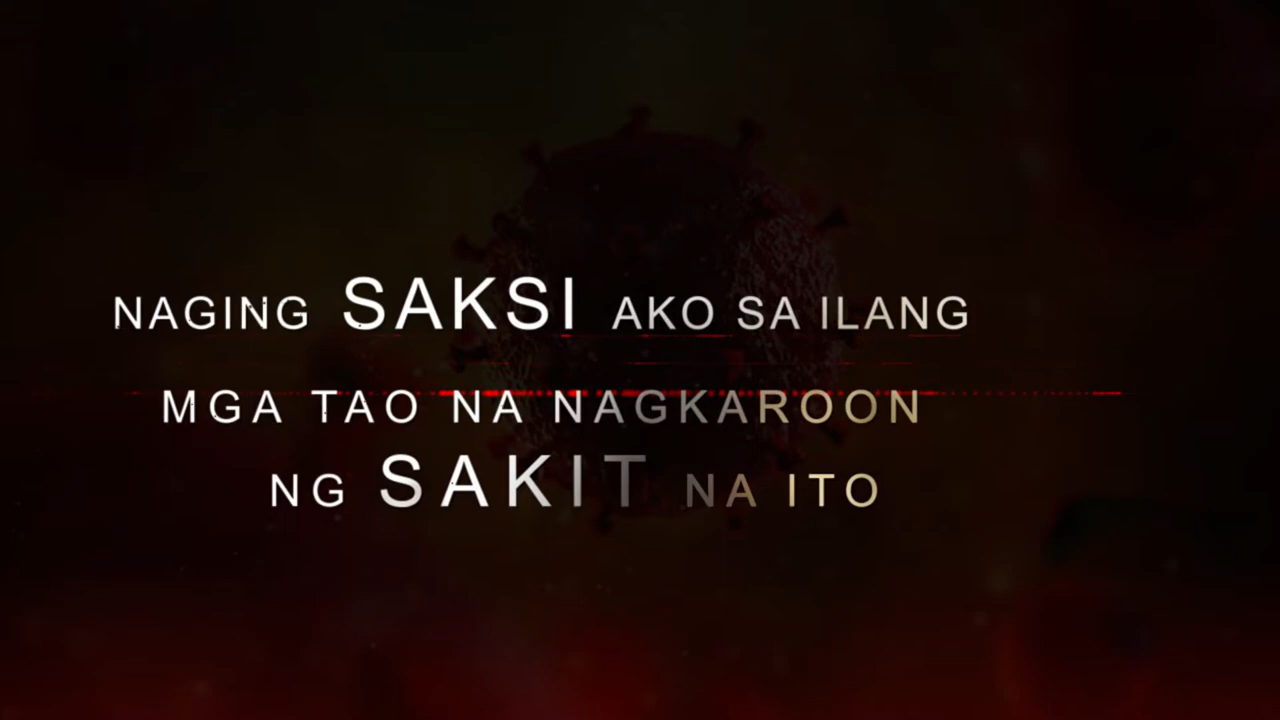 NAGING SAKSI AKO SA ILANG
MGA TAO NA NAGKAROON
NG SAKIT NA ITO